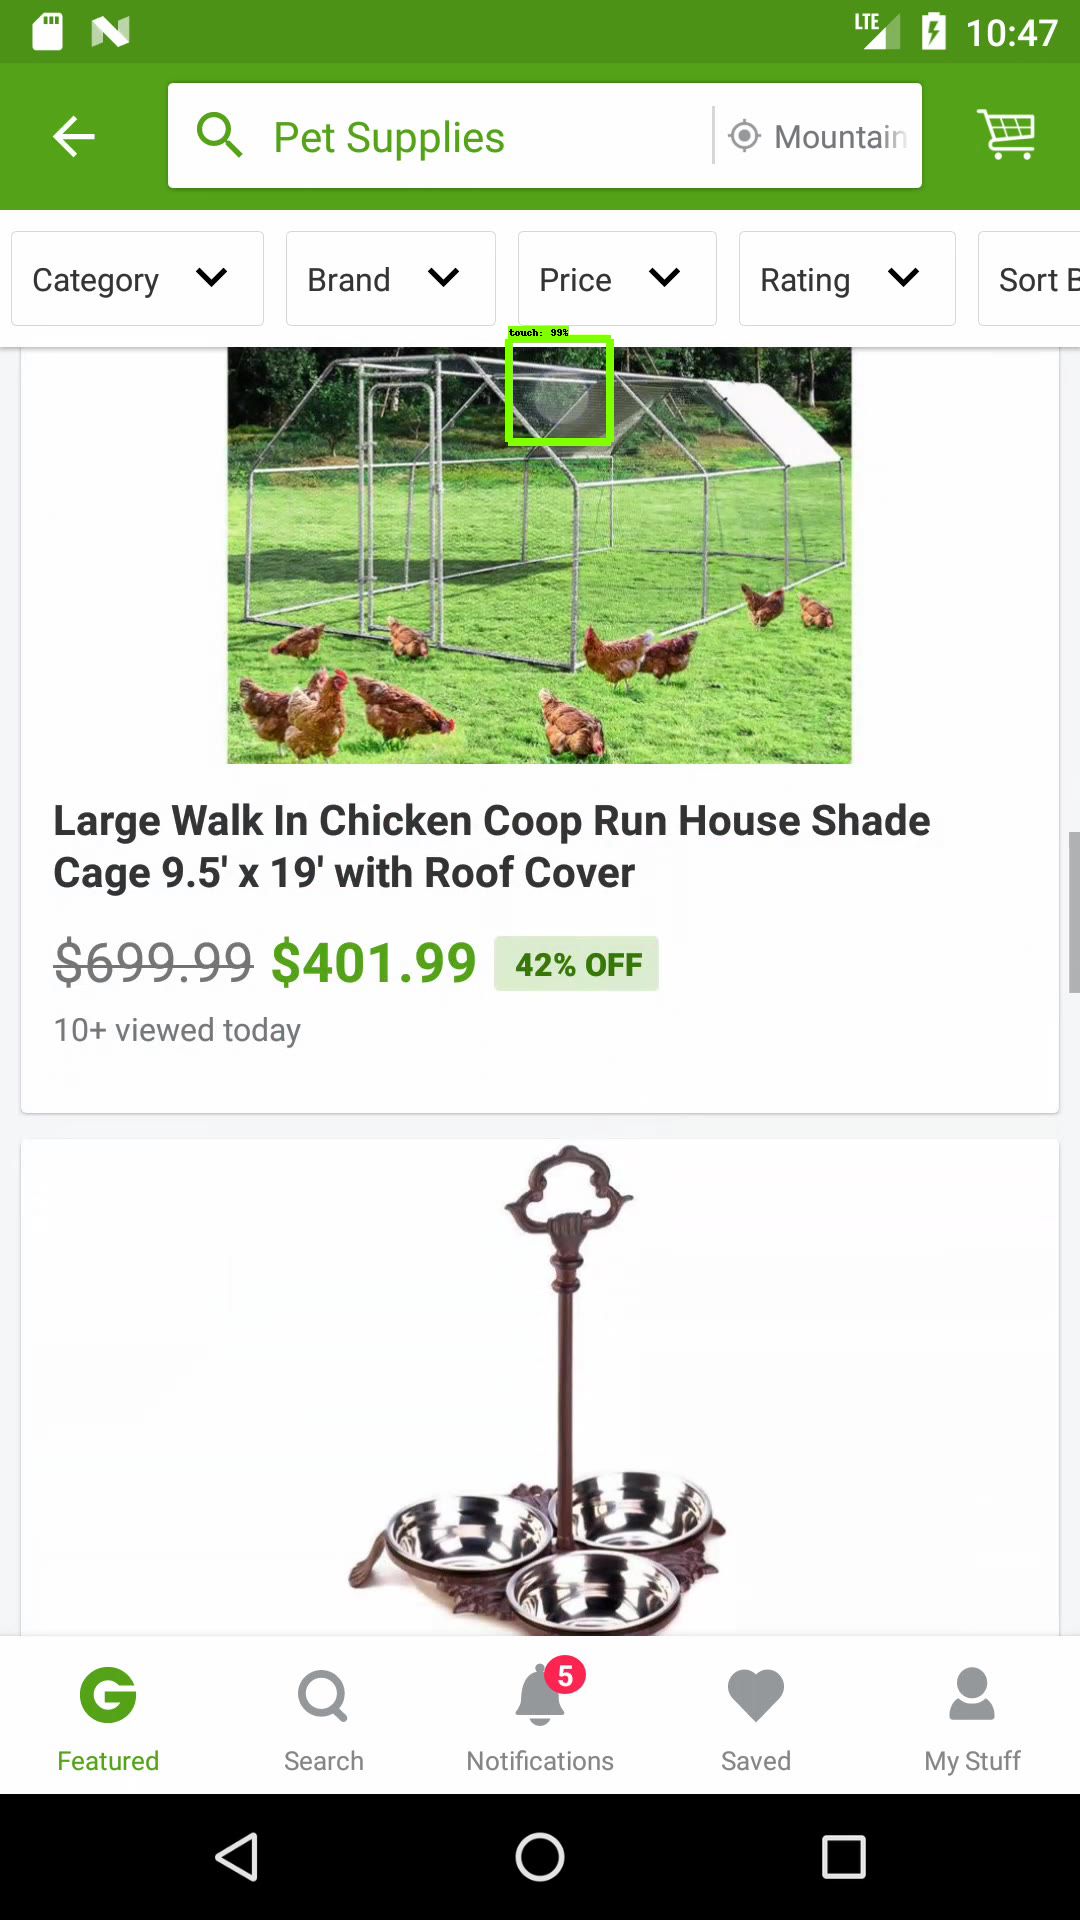 LTE 10:47
Pet Supplies Mountain
Category Brand Price Rating Sort B
touch: 99%
Large Walk In Chicken Coop Run House Shade
Cage 9.5' x 19' with Roof Cover
$699.99 $401.99 42% OFF
10+ viewed today
5
Featured Search Notifications Saved My Stuff